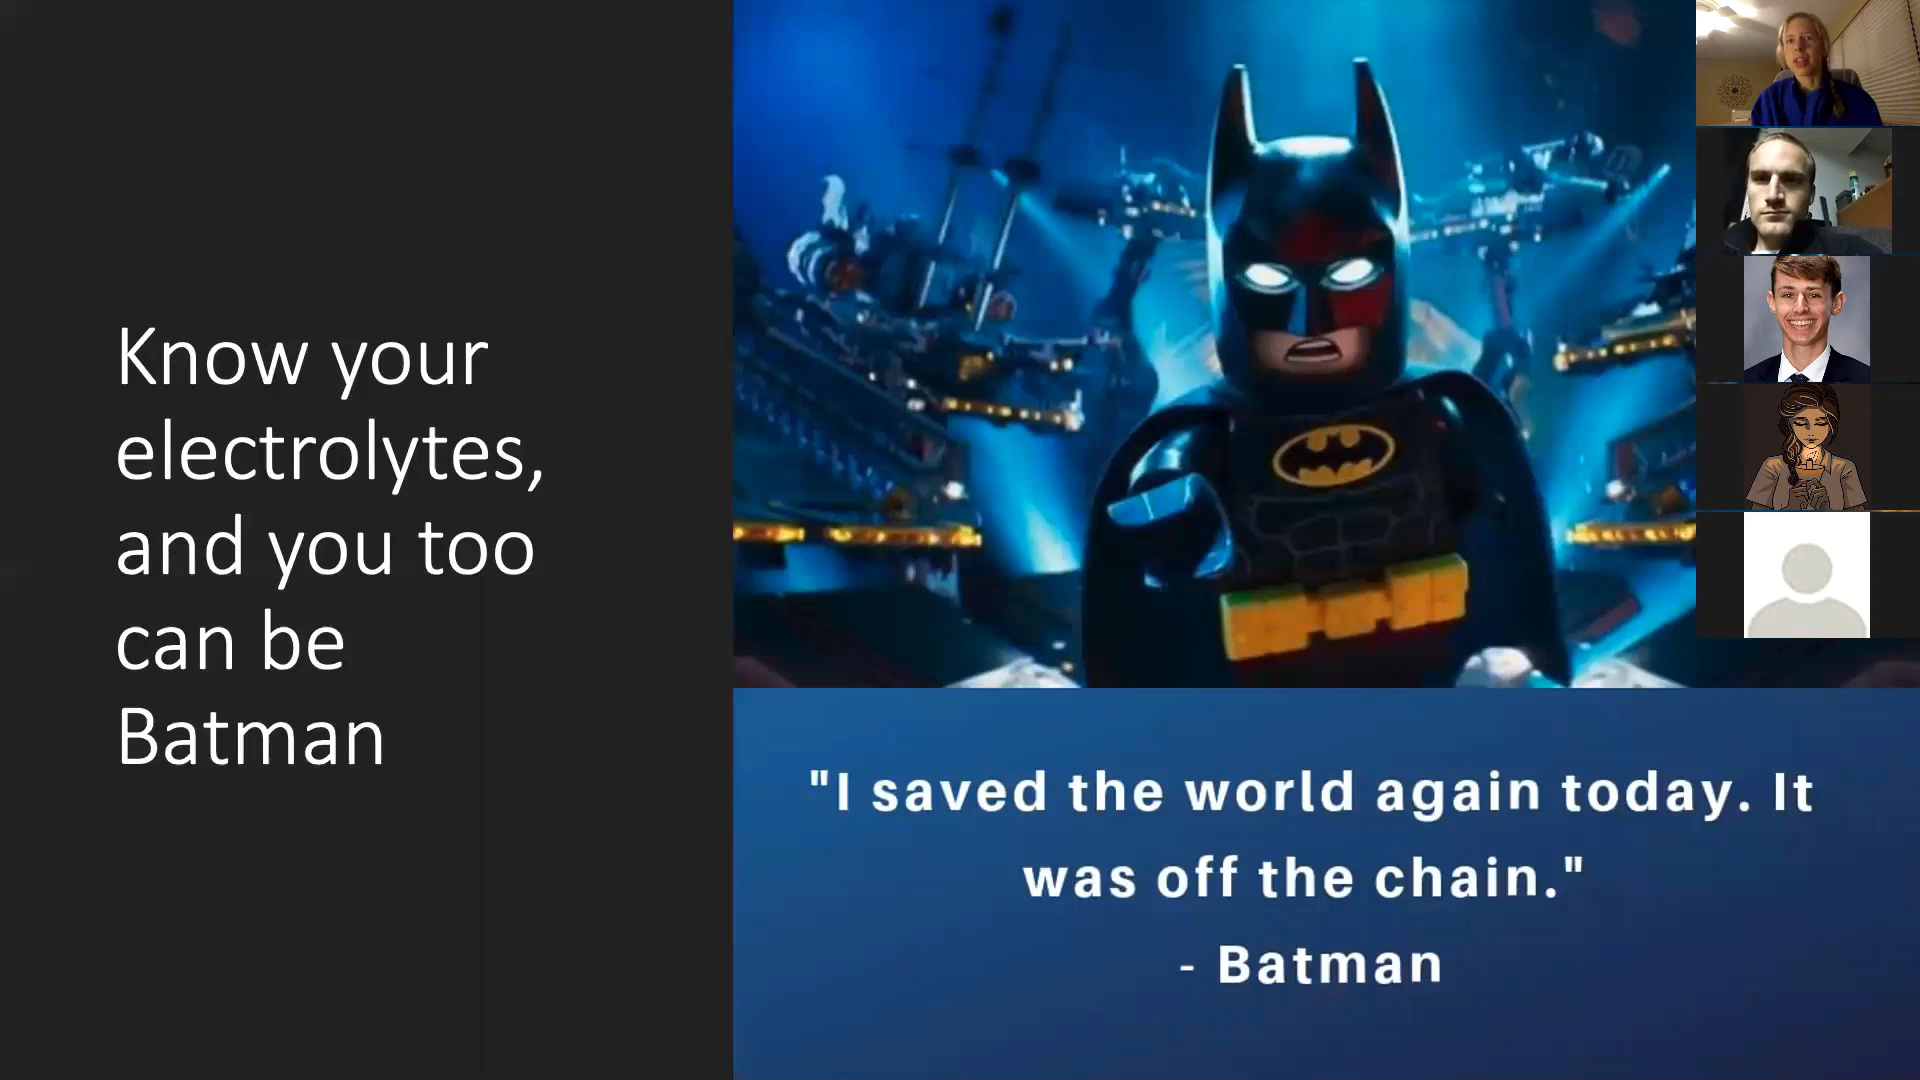 Know your
electrolytes,
and you too
can be
Batman
"I saved the world again today. It
was off the chain."
- Batman